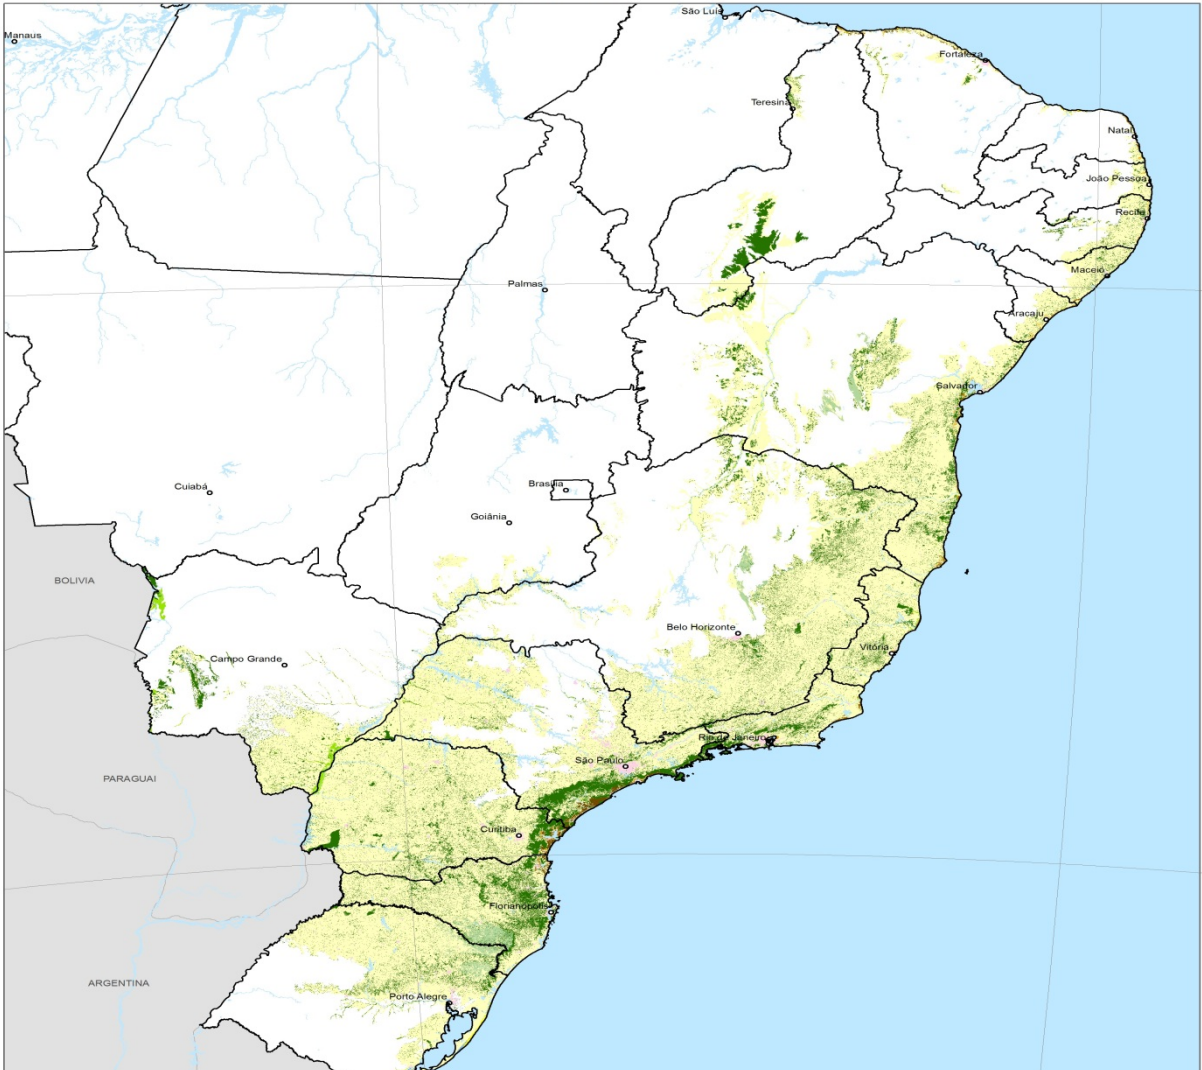 São Luís
Manaus
Fortaleza
Teresina
Natal
João Pessoa
Recife
Maceió
Palmas
Aracaju
Salvador
Cuiabá
Brasília
Goiânia
BOLIVIA
Belo Horizonte
Vitória
Campo Grande
Rio de Janeiro
São Paulo
PARAGUAI
Curitiba
Florianópolis
ARGENTINA
Porto Alegre